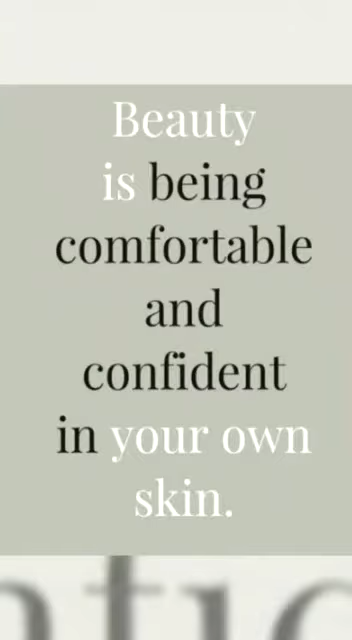 Beauty
is being
comfortable
and
confident
in your own
skin.